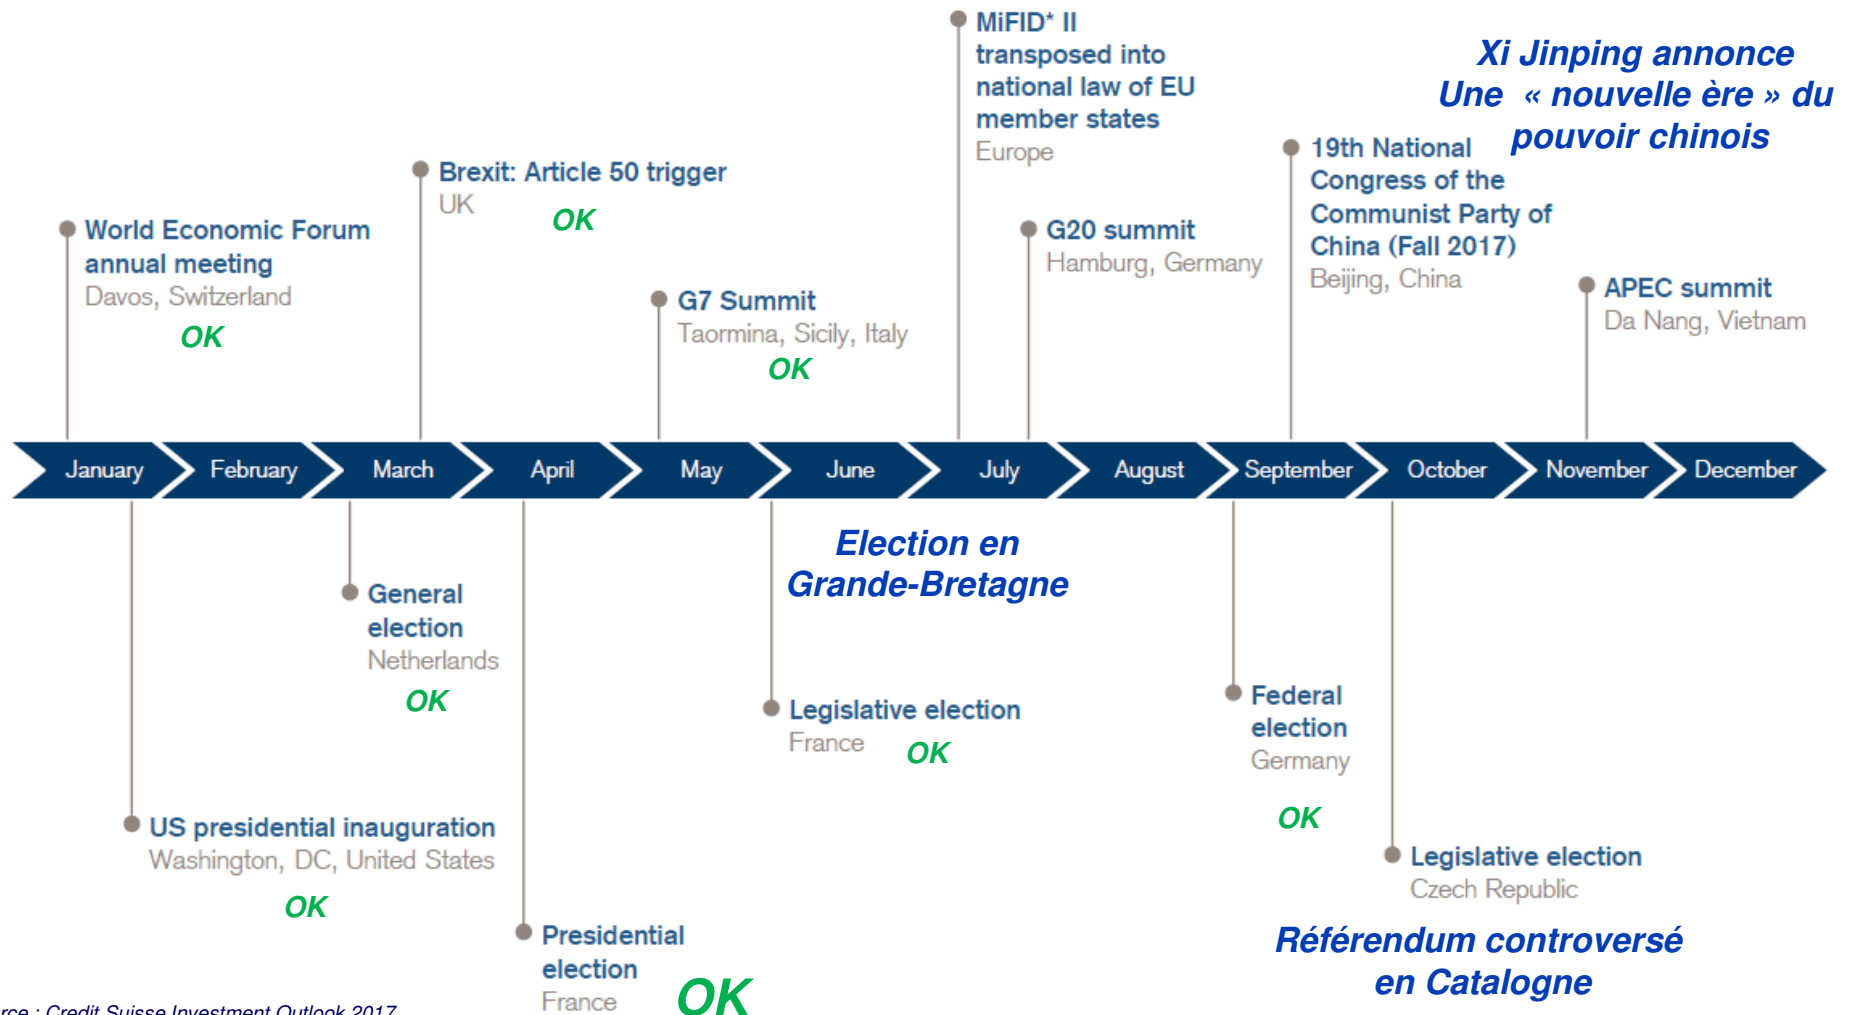 MiFID* II
transposed into
national law of EU
member states
Europe
Xi Jinping annonce
Une « nouvelle ère » du
pouvoir chinois
19th National
Congress of the
Communist Party of
China (Fall 2017)
Beijing, China
Brexit: Article 50 trigger
UK
OK
World Economic Forum
annual meeting
Davos, Switzerland
OK
G20 summit
Hamburg, Germany
G7 Summit
Taormina, Sicily, Italy
OK
APEC summit
Da Nang, Vietnam
January February March April May June July August September October November December
Election en
Grande-Bretagne
General
election
Netherlands
OK
Legislative election
France
OK
Federal
election
Germany
OK
US presidential inauguration
Washington, DC, United States
OK
Legislative election
Czech Republic
Presidential
election
France
OK
Référendum controversé
en Catalogne
: Credit Suisse Investment Outlook 2017